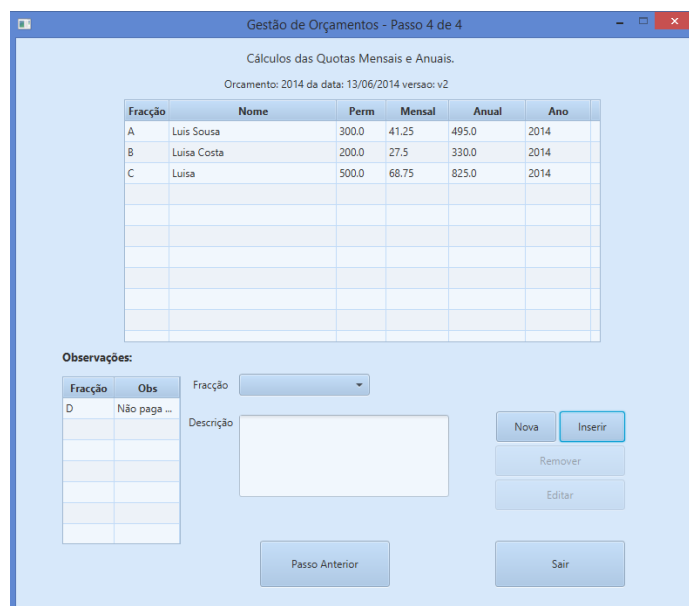 Gestão de Orçamentos - Passo 4 de 4
Cálculos das Quotas Mensais e Anuais.
Orcamento: 2014 da data: 13/06/2014 versao: v2
Fracção Nome Perm Mensal Anual Ano
A Luis Sousa 300.0 41.25 495.0 2014
B Luisa Costa 200.0 27.5 330.0 2014
C Luisa 500.0 68.75 825.0 2014
Observações:
Fracção Obs
D Não paga ...
Fracção
Descrição
Nova Inserir
Remover
Editar
Passo Anterior Sair